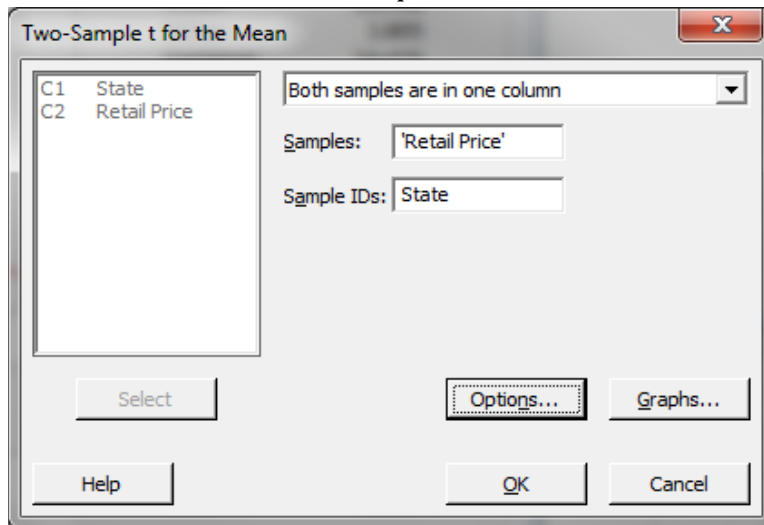 Two-Sample t for the Mean
C1 State
C2 Retail Price
Both samples are in one column
Samples: 'Retail Price'
Sample IDs: State
Select
Options...
Graphs...
Help
OK
Cancel